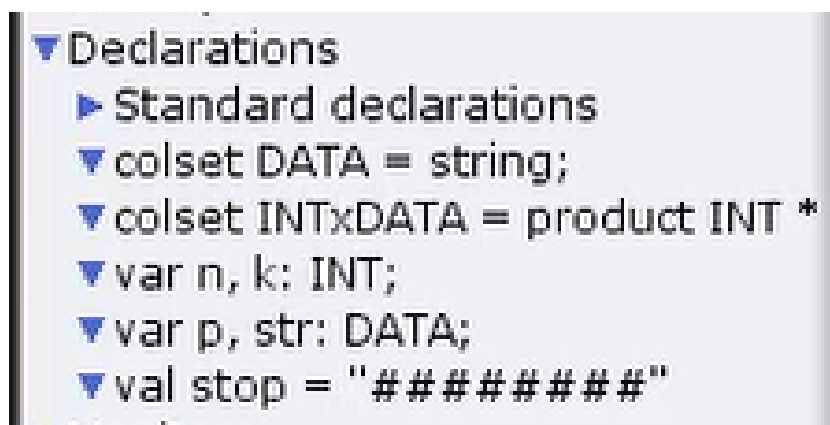 Declarations
Standard declarations
colset DATA = string;
colset INTxDATA = product INT *
var n, k: INT;
var p, str: DATA;
val stop = "########"